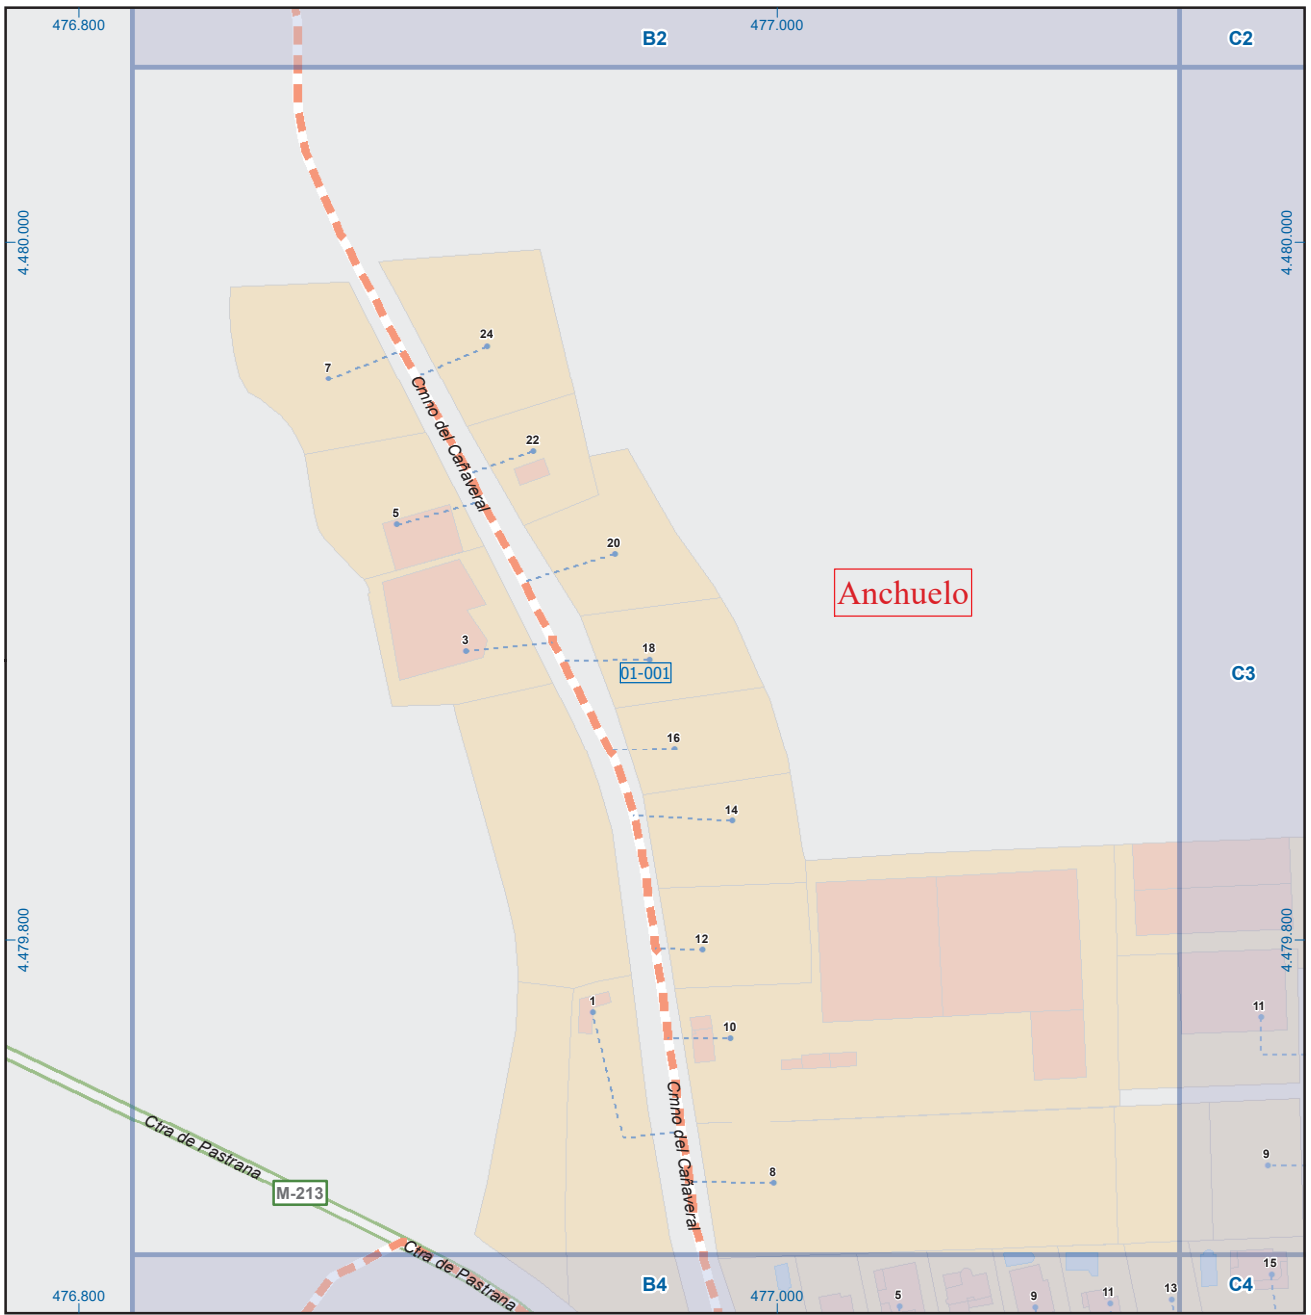 476.800
477.000
B2
C2
4.480.000
4.480.000
24
7
Cmno del Cañaveral
22
5
20
Anchuelo
3
18
01-001
C3
16
14
4.479.800
4.479.800
12
1
11
10
Cmno del Cañaveral
Ctra de Pastrana
9
8
M-213
Ctra de Pastrana
B4
C4
15
13
11
9
5
476.800
477.000